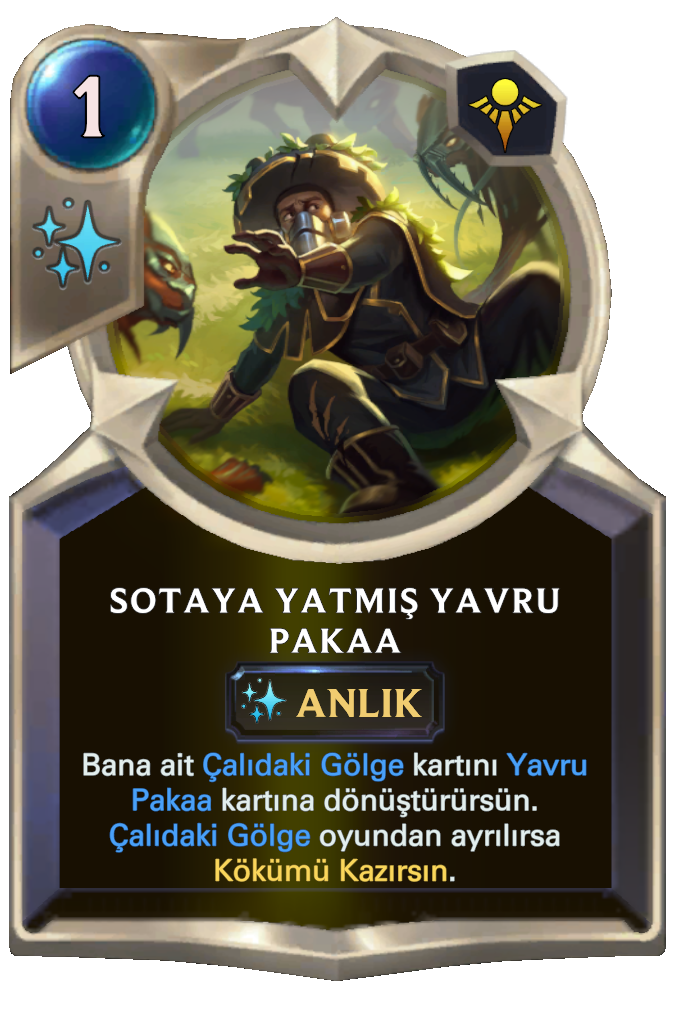 1
SOTAYA YATMIŞ YAVRU
PAKAA
ANLIK
Bana ait Çalıdaki Gölge kartını Yavru
Pakaa kartına dönüştürürsün.
Çalıdaki Gölge oyundan ayrılırsa
Kökümü Kazırsın.